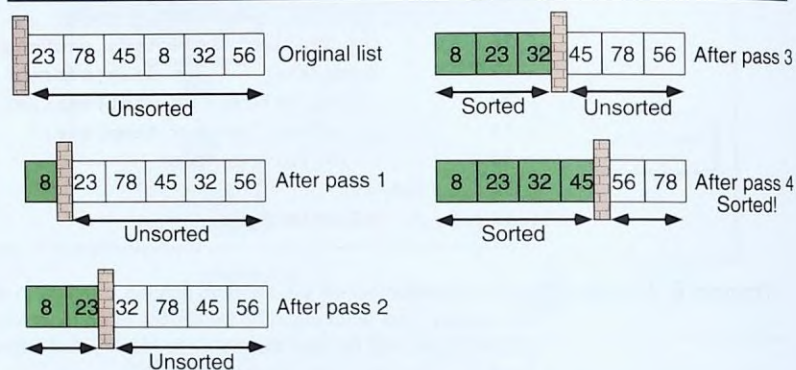 23 78 45 8 32 56 Original list
Unsorted
8 23 78 45 32 56 After pass 1
Unsorted
8 23 32 78 45 56 After pass 2
Unsorted
8 23 32 45 78 56 After pass 3
Sorted Unsorted
8 23 32 45 56 78 After pass 4
Sorted!
Sorted